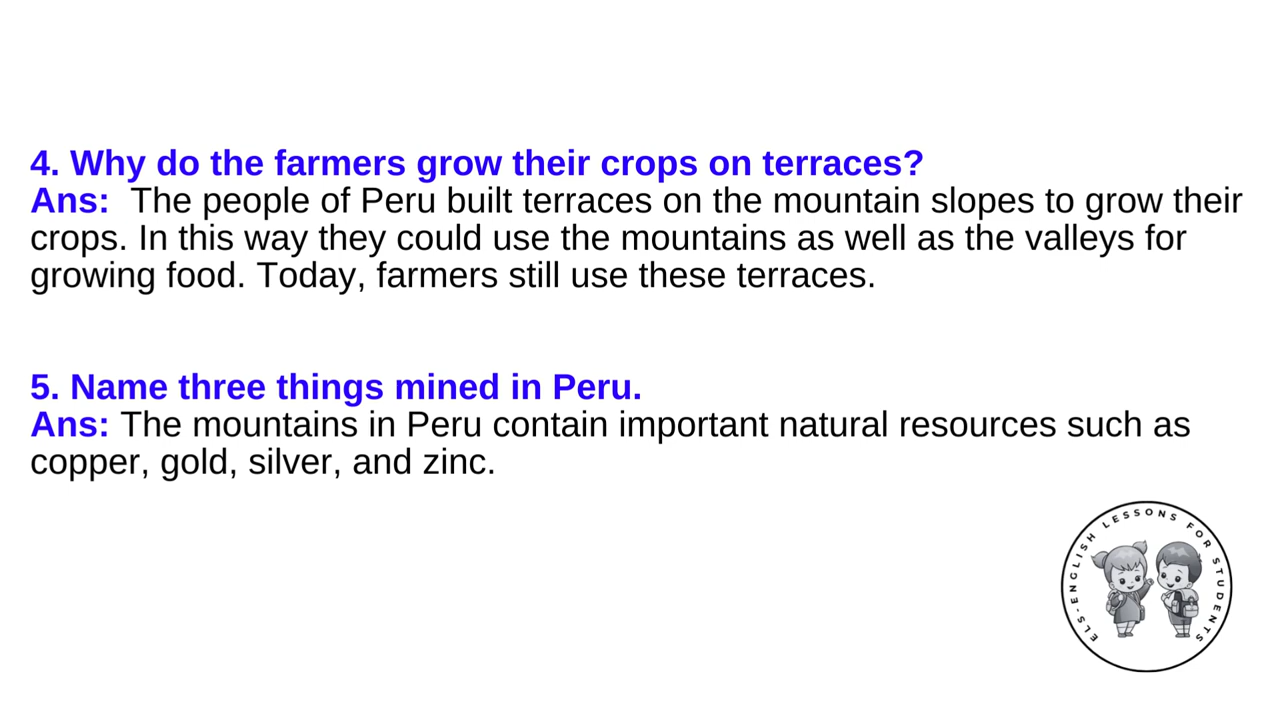 4. Why do the farmers grow their crops on terraces?
Ans: The people of Peru built terraces on the mountain slopes to grow their
crops. In this way they could use the mountains as well as the valleys for
growing food. Today, farmers still use these terraces.
5. Name three things mined in Peru.
Ans: The mountains in Peru contain important natural resources such as
copper, gold, silver, and zinc.
ELS-ENGLISH LESSONS FOR STUDENTS